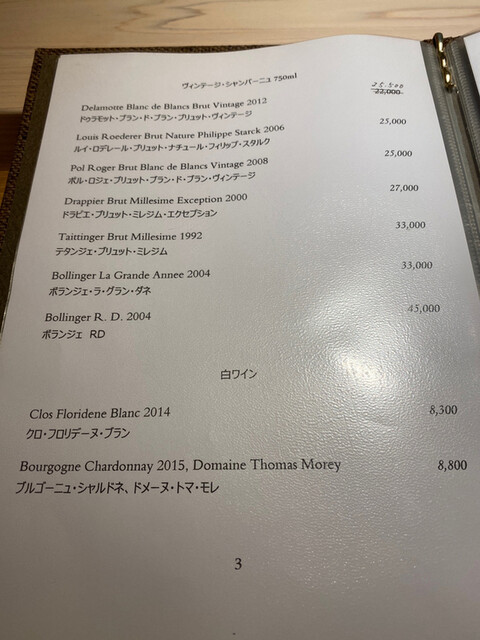 ヴィンテージ・シャンパーニュ 750ml
25.500
Delamotte Blanc de Blancs Brut Vintage 2012 22,000
ドゥラモット・ブラン・ド・ブラン・ブリュット・ヴィンテージ
Louis Roederer Brut Nature Philippe Starck 2006 25,000
ルイ・ロデレール・ブリュット・ナチュール・フィリップ・スタルク
Pol Roger Brut Blanc de Blancs Vintage 2008 25,000
ポル・ロジェ・ブリュット・ブラン・ド・ブラン・ヴィンテージ
Drappier Brut Millesime Exception 2000 27,000
ドラピエ・ブリュット・ミレジム・エクセプション
Taittinger Brut Millesime 1992 33,000
テタンジェ・ブリュット・ミレジム
Bollinger La Grande Annee 2004 33,000
ボランジェ・ラ・グラン・ダネ
Bollinger R. D. 2004 45,000
ボランジェ RD
白ワイン
Clos Floridene Blanc 2014 8,300
クロ・フロリデーヌ・ブラン
Bourgogne Chardonnay 2015, Domaine Thomas Morey 8,800
ブルゴーニュ・シャルドネ、ドメーヌ・トマ・モレ
3